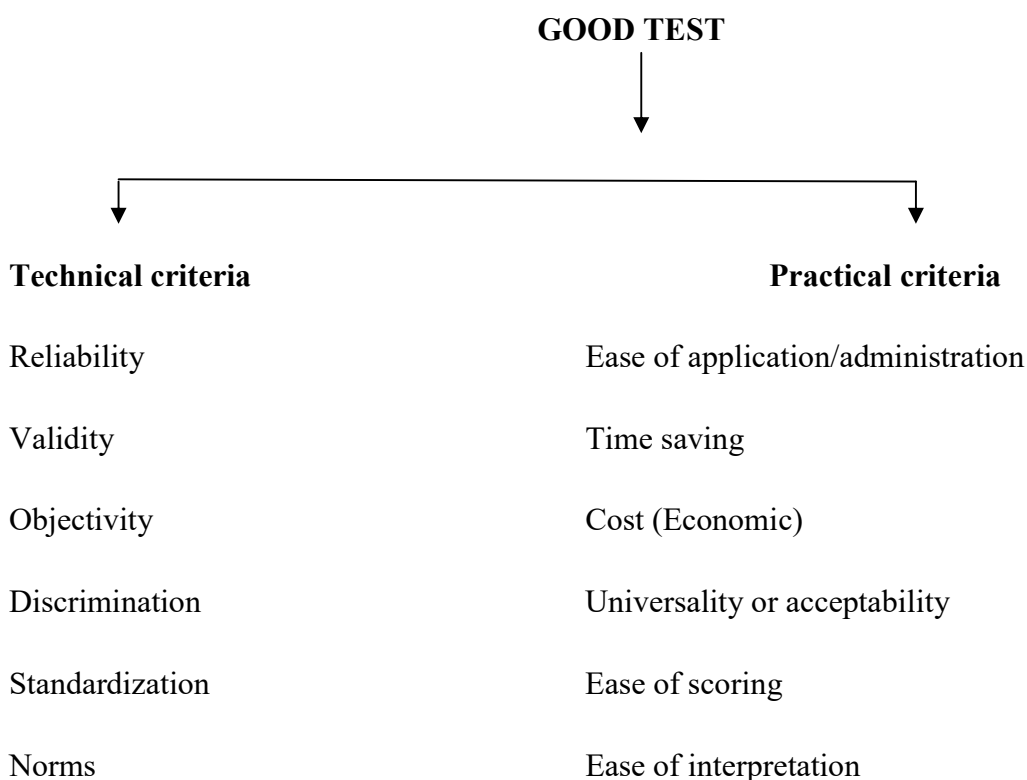 GOOD TEST
Technical criteria
Practical criteria
Reliability
Ease of application/administration
Validity
Time saving
Objectivity
Cost (Economic)
Discrimination
Universality or acceptability
Standardization
Ease of scoring
Norms
Ease of interpretation